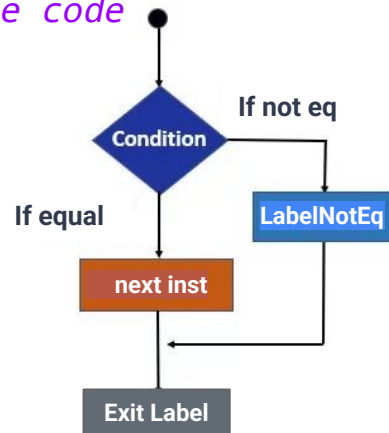 e code
If not eq
Condition
If equal
LabelNotEq
next inst
Exit Label